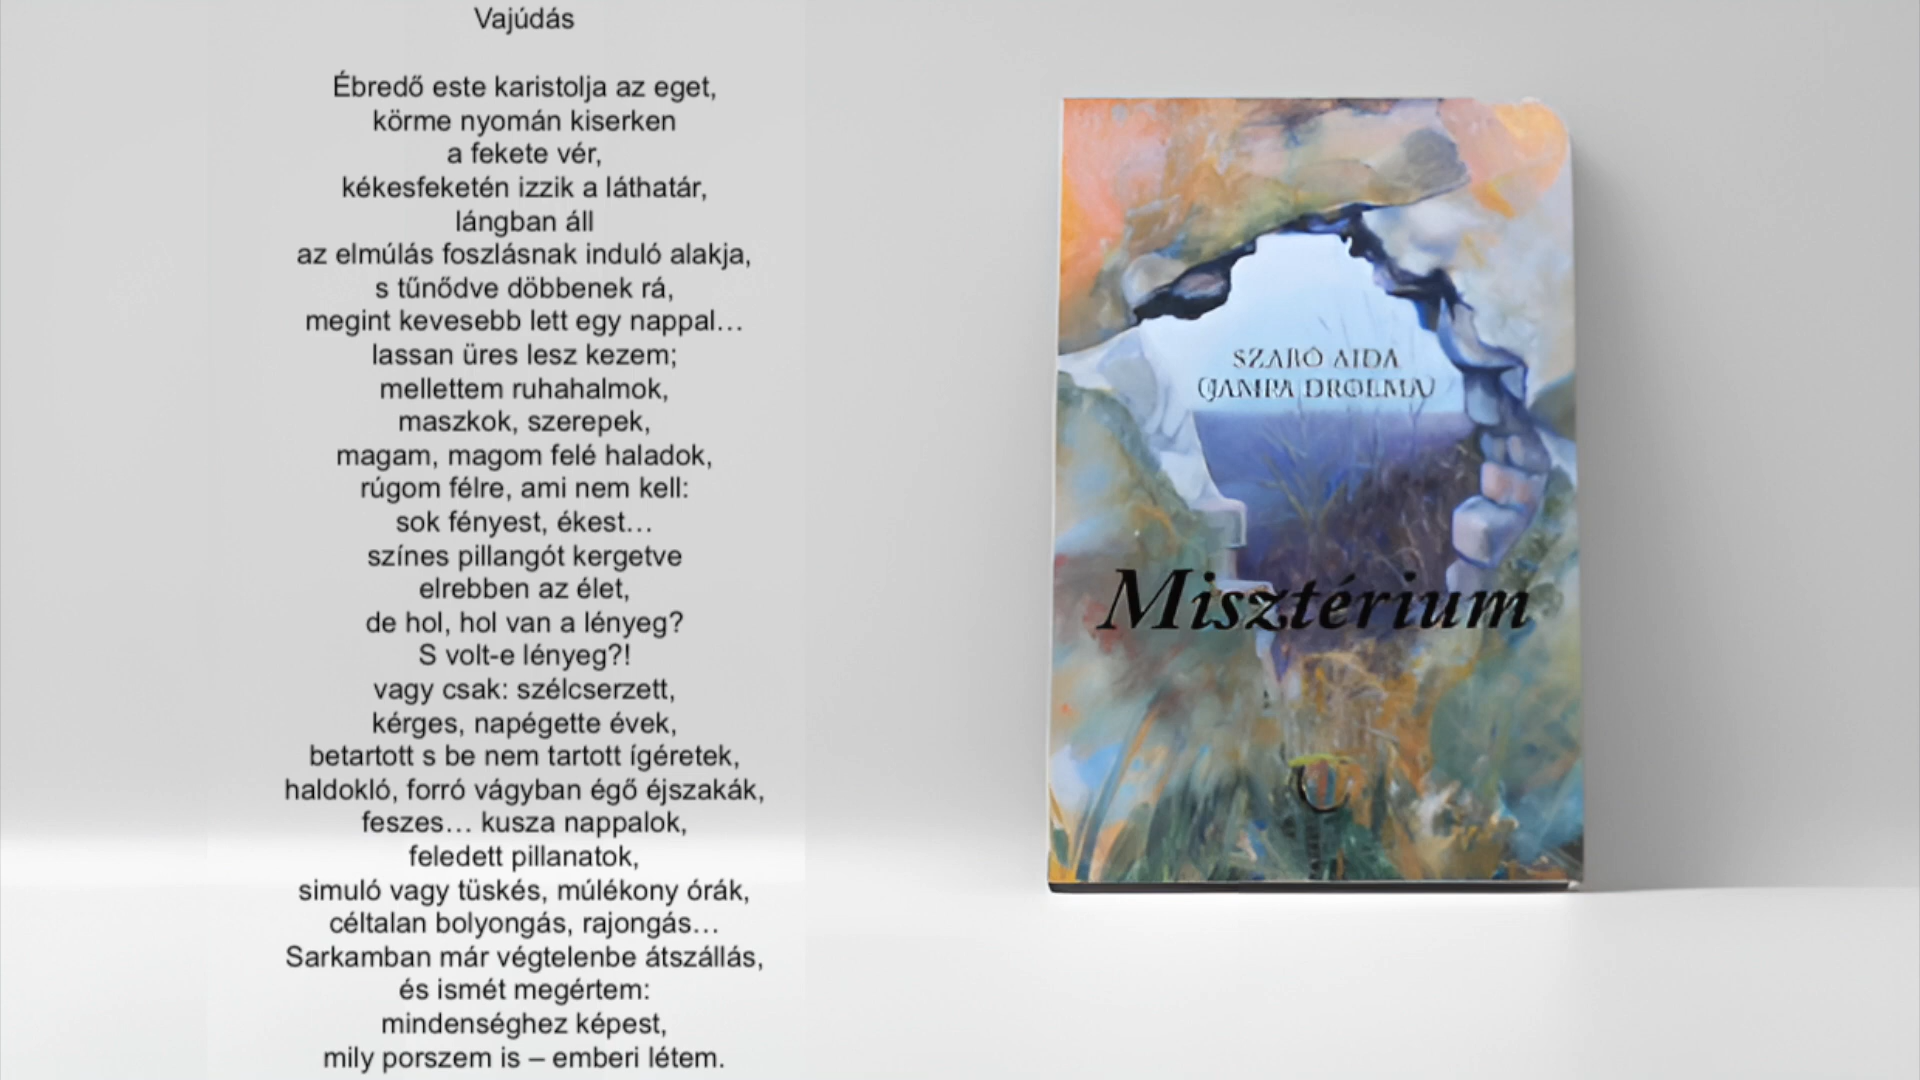 Vajúdás
Ébredő este karistolja az eget,
körme nyomán kiserken
a fekete vér,
kékesfeketén izzik a láthatár,
lángban áll
az elmúlás foszlásnak induló alakja,
s tűnődve döbbenek rá,
megint kevesebb lett egy nappal…
lassan üres lesz kezem;
mellettem ruhahalmok,
maszkok, szerepek,
magam, magom felé haladok,
rúgom félre, ami nem kell:
sok fényest, ékest…
színes pillangót kergetve
elrebben az élet,
de hol, hol van a lényeg?
S volt-e lényeg?!
vagy csak: szélcserzett,
kérges, napégette évek,
betartott s be nem tartott ígéretek,
haldokló, forró vágyban égő éjszakák,
feszes… kusza nappalok,
feledett pillanatok,
simuló vagy tüskés, múlékony órák,
céltalan bolyongás, rajongás…
Sarkamban már végtelenbe átszállás,
és ismét megértem:
mindenséghez képest,
mily porszem is – emberi létem.
SZABÓ AIDA
(JAMPA DROLMA)
Misztérium